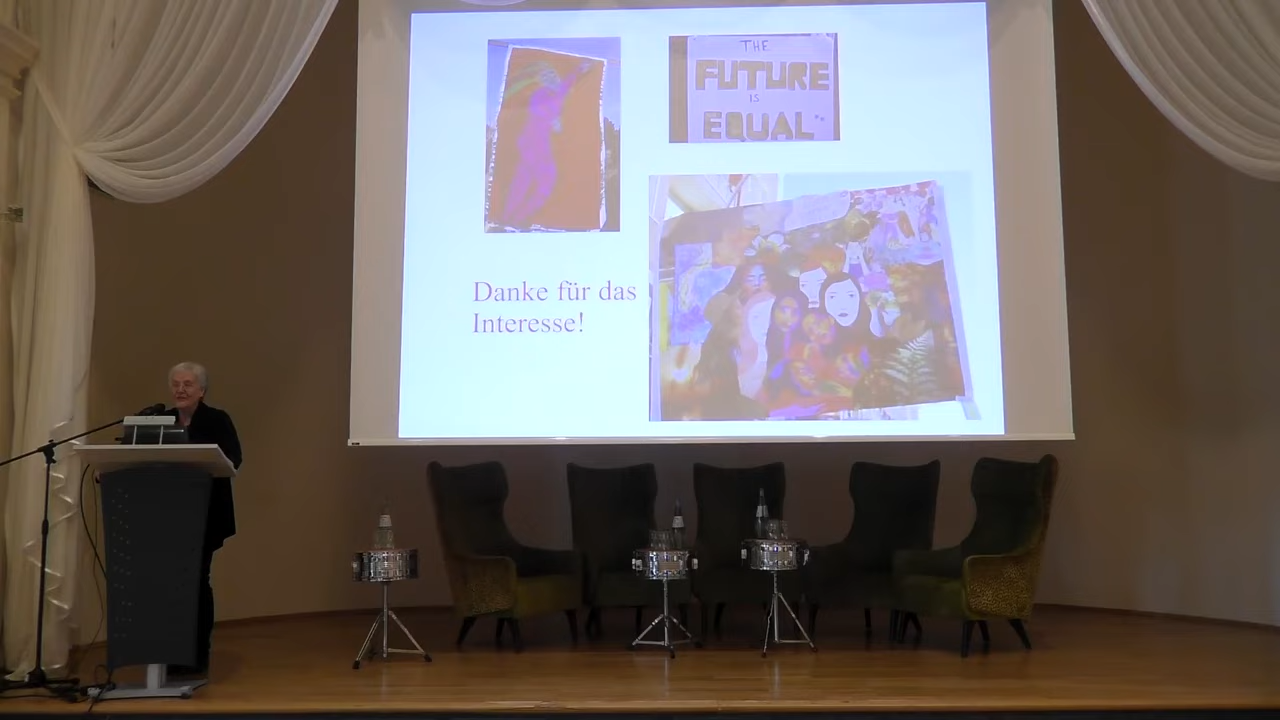 THE
FUTURE
IS
EQUAL
Danke für das
Interesse!